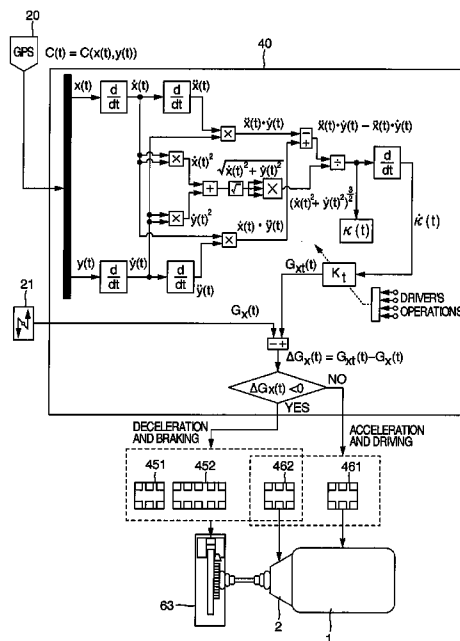 20
GPS
C(t) = C(x(t), y(t))
40
x(t)
d/dt
ẋ(t)
d/dt
ẍ(t)
×
ẍ(t)·ẏ(t)
-
+
ẍ(t)·ẏ(t) − ẍ(t)·ẏ(t)
×
ẋ(t)²
√ẋ(t)² + ẏ(t)²
+
√
×
÷
d/dt
×
ẏ(t)²
(ẋ(t)² + ẏ(t)²)^3/2
κ(t)
κ̇(t)
ẋ(t) · ÿ(t)
×
y(t)
d/dt
ẏ(t)
d/dt
ÿ(t)
21
Gxt(t)
Kt
DRIVER'S
OPERATIONS
Gx(t)
- +
ΔGx(t) = Gxt(t)−Gx(t)
ΔGx(t) <0
NO
YES
DECELERATION
AND BRAKING
ACCELERATION
AND DRIVING
451
452
462
461
63
2
1